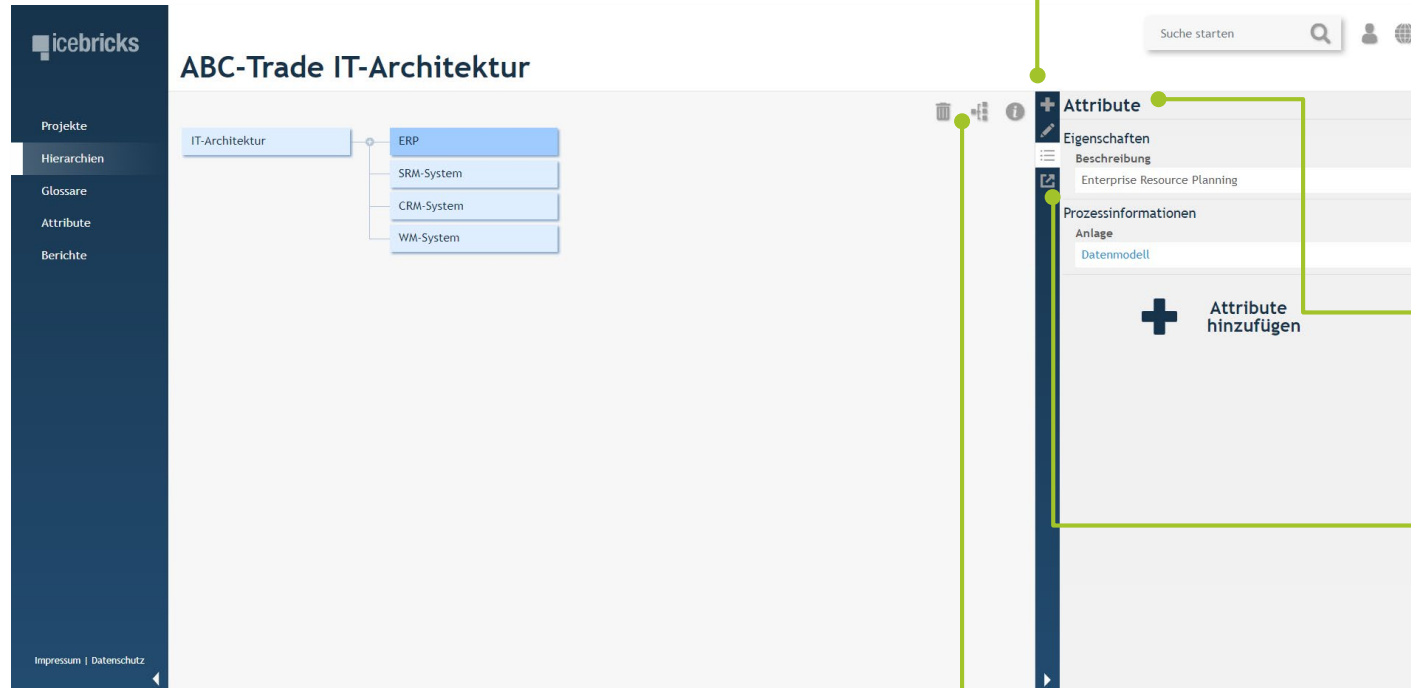 icebricks
Suche starten
ABC-Trade IT-Architektur
Projekte
Hierarchien
Glossare
Attribute
Berichte
IT-Architektur
ERP
SRM-System
CRM-System
WM-System
Attribute
Eigenschaften
Beschreibung
Enterprise Resource Planning
Prozessinformationen
Anlage
Datenmodell
Attribute
hinzufügen
Impressum | Datenschutz